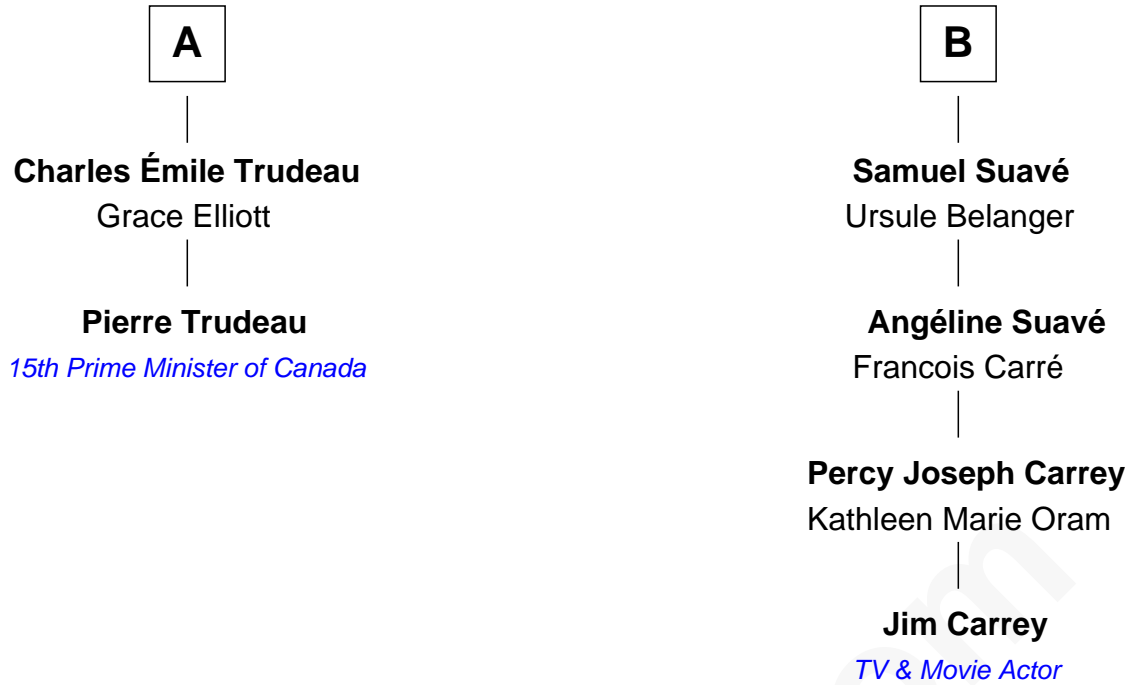 A
Charles Émile Trudeau
Grace Elliott
Pierre Trudeau
15th Prime Minister of Canada
B
Samuel Suavé
Ursule Belanger
Angéline Suavé
Francois Carré
Percy Joseph Carrey
Kathleen Marie Oram
Jim Carrey
TV & Movie Actor
om